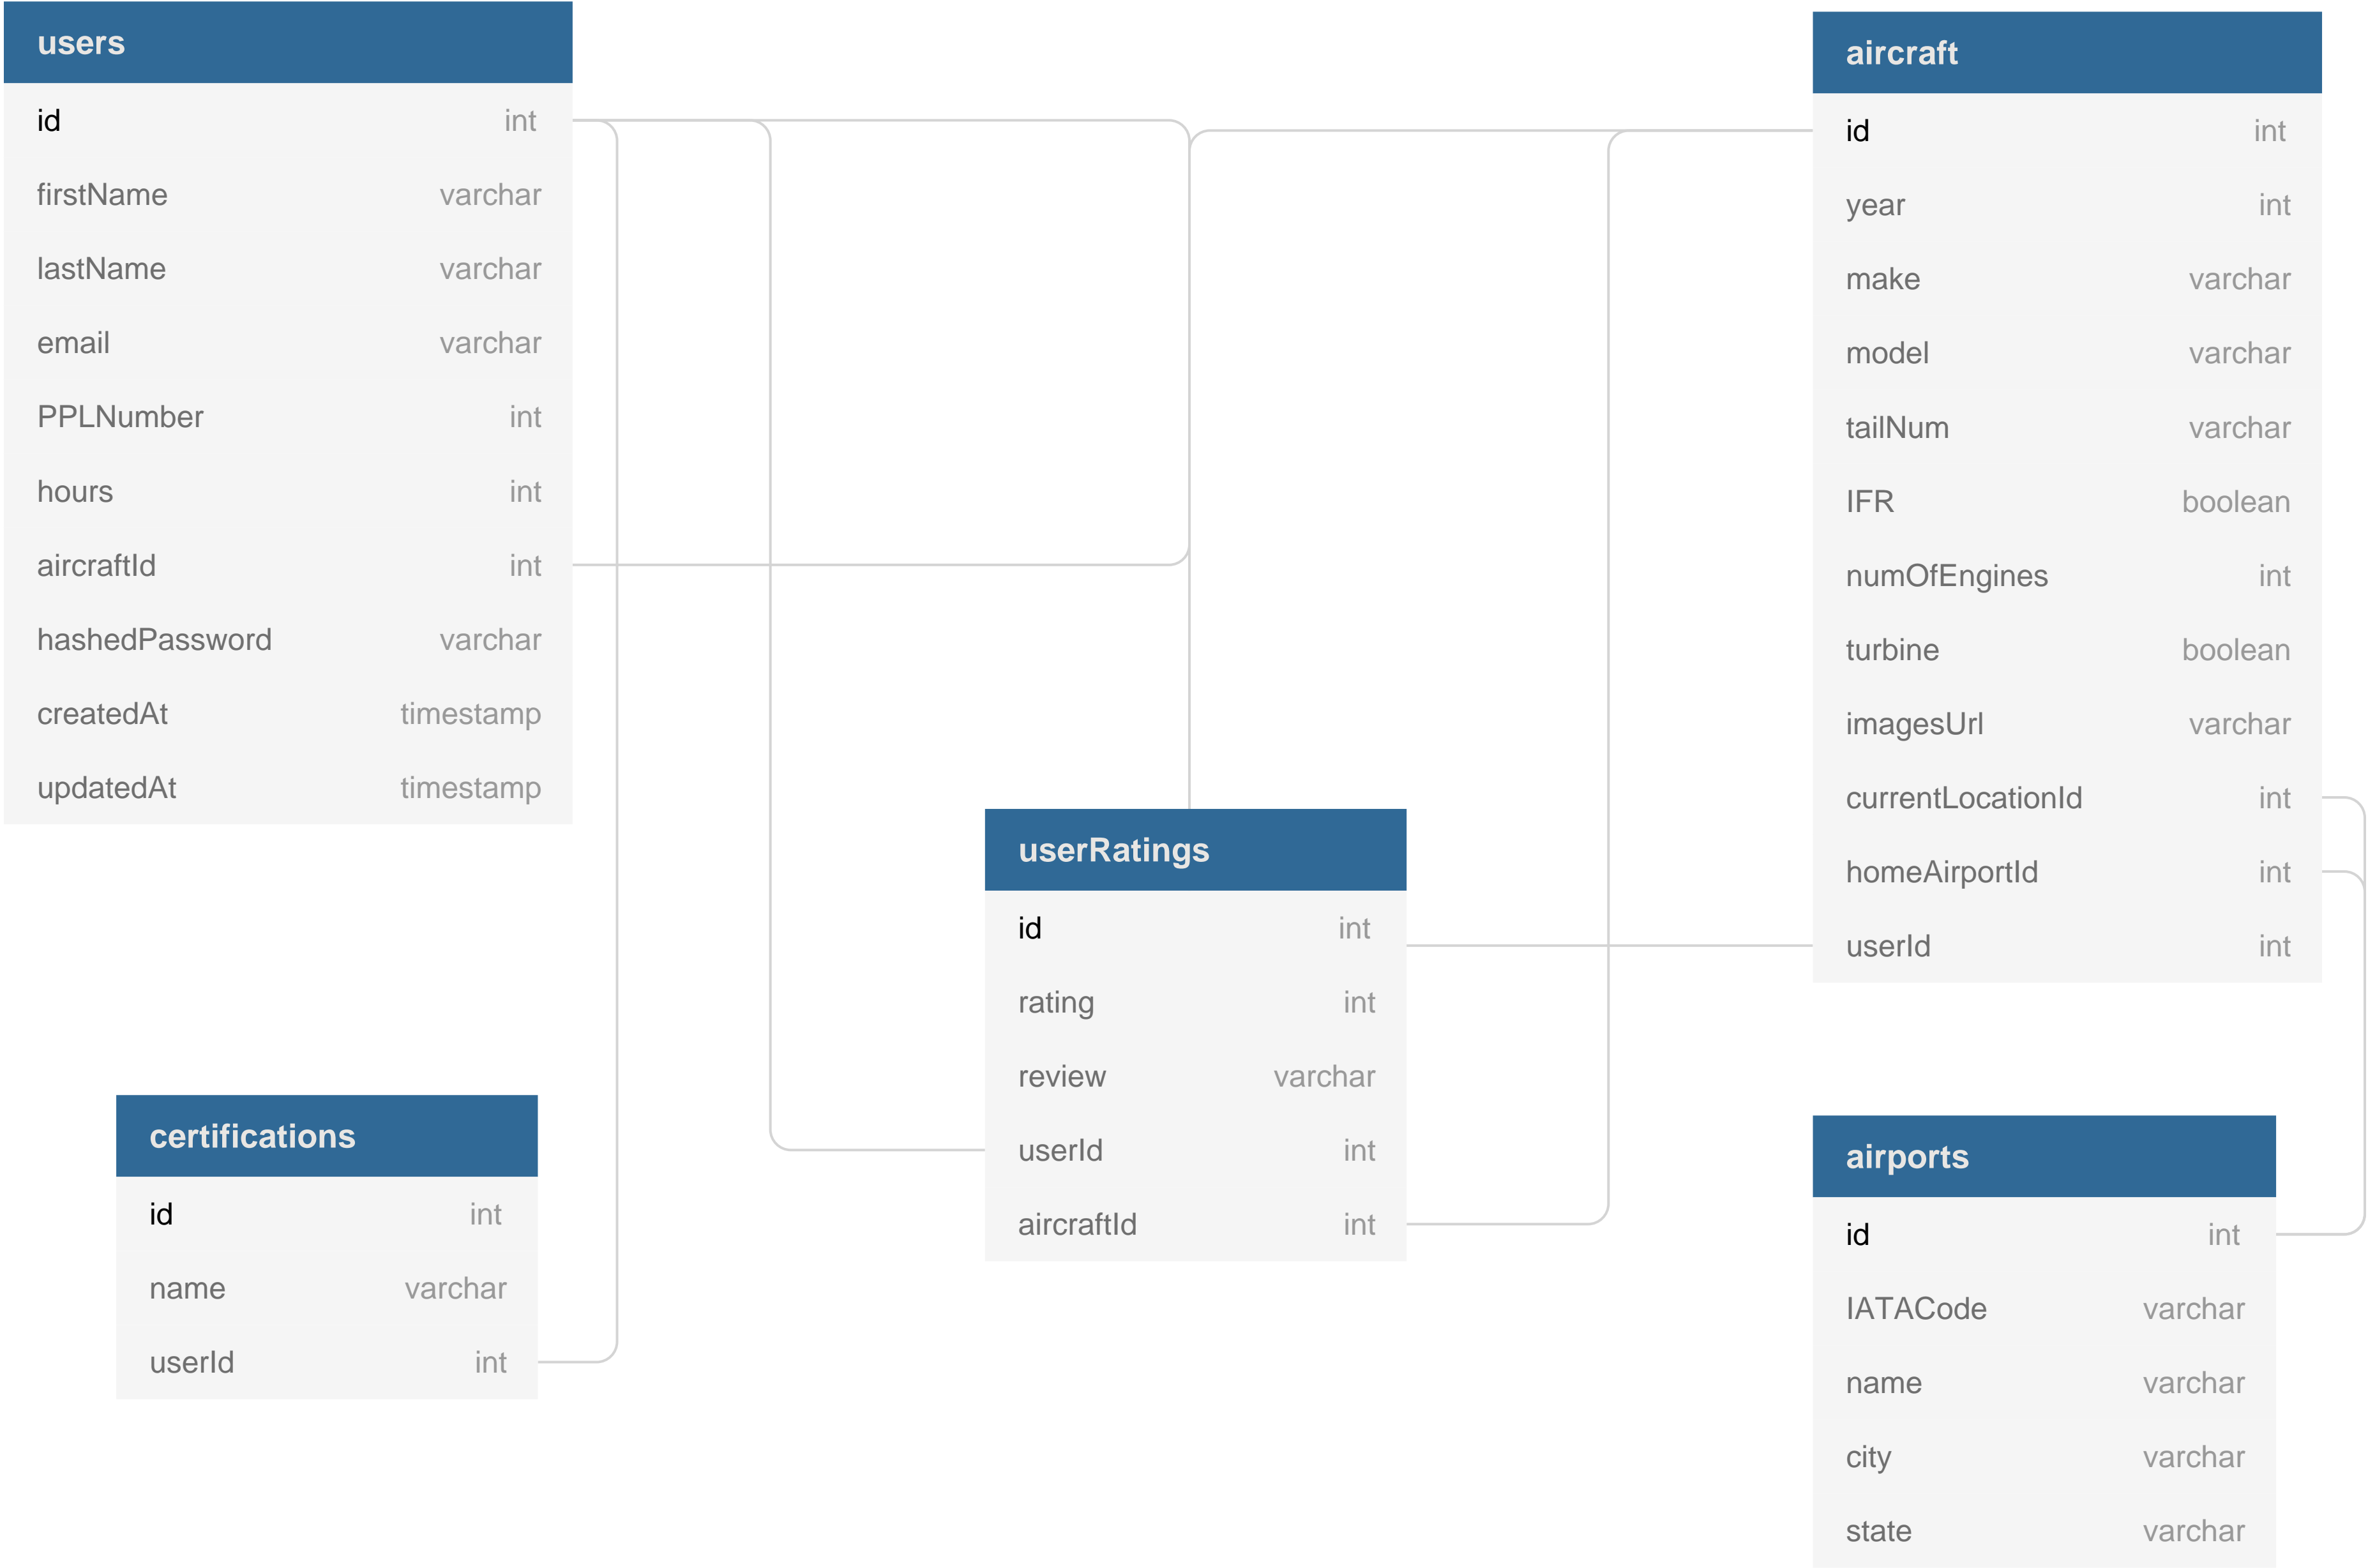 users
id int
firstName varchar
lastName varchar
email varchar
PPLNumber int
hours int
aircraftId int
hashedPassword varchar
createdAt timestamp
updatedAt timestamp
aircraft
id int
year int
make varchar
model varchar
tailNum varchar
IFR boolean
numOfEngines int
turbine boolean
imagesUrl varchar
currentLocationId int
homeAirportId int
userId int
userRatings
id int
rating int
review varchar
userId int
aircraftId int
certifications
id int
name varchar
userId int
airports
id int
IATACode varchar
name varchar
city varchar
state varchar